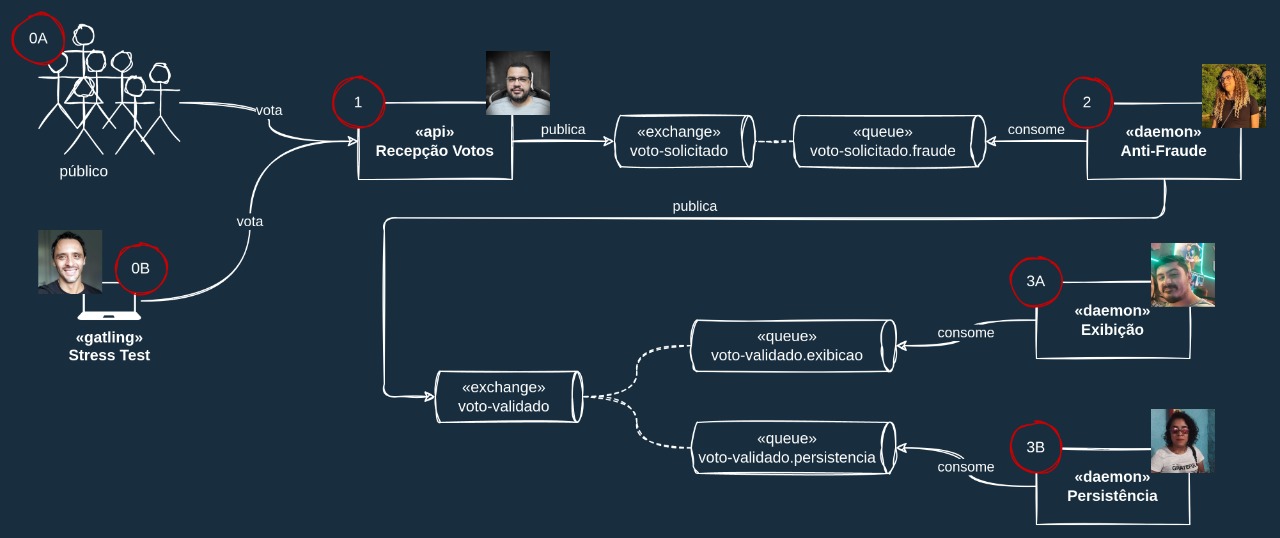 0A
público
vota
vota
0B
«gatling»
Stress Test
1
«api»
Recepção Votos
publica
«exchange»
voto-solicitado
«queue»
voto-solicitado.fraude
consome
2
«daemon»
Anti-Fraude
publica
«exchange»
voto-validado
«queue»
voto-validado.exibicao
consome
3A
«daemon»
Exibição
«queue»
voto-validado.persistencia
consome
3B
«daemon»
Persistência